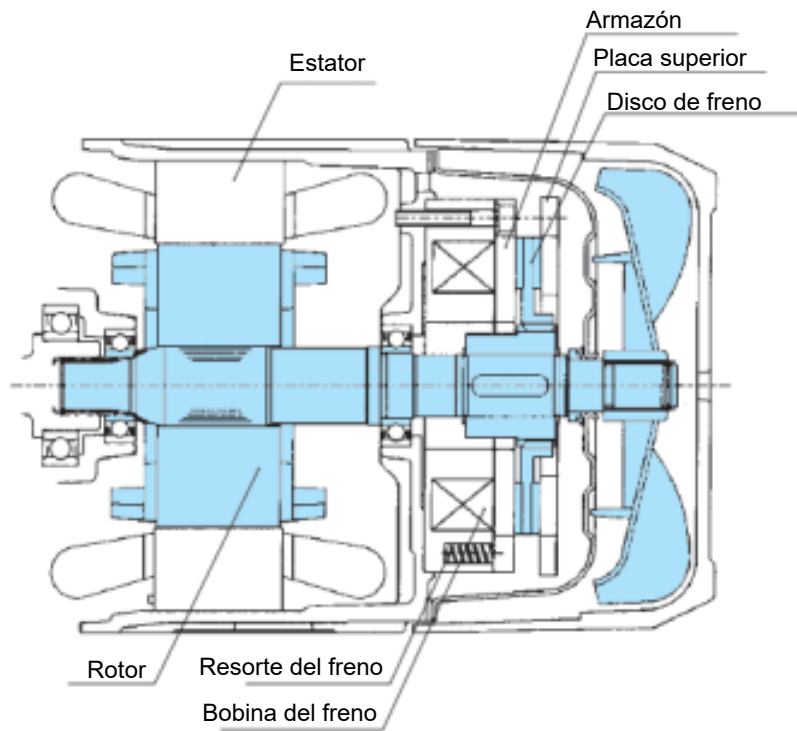 Armazón
Placa superior
Estator
Disco de freno
Rotor
Resorte del freno
Bobina del freno